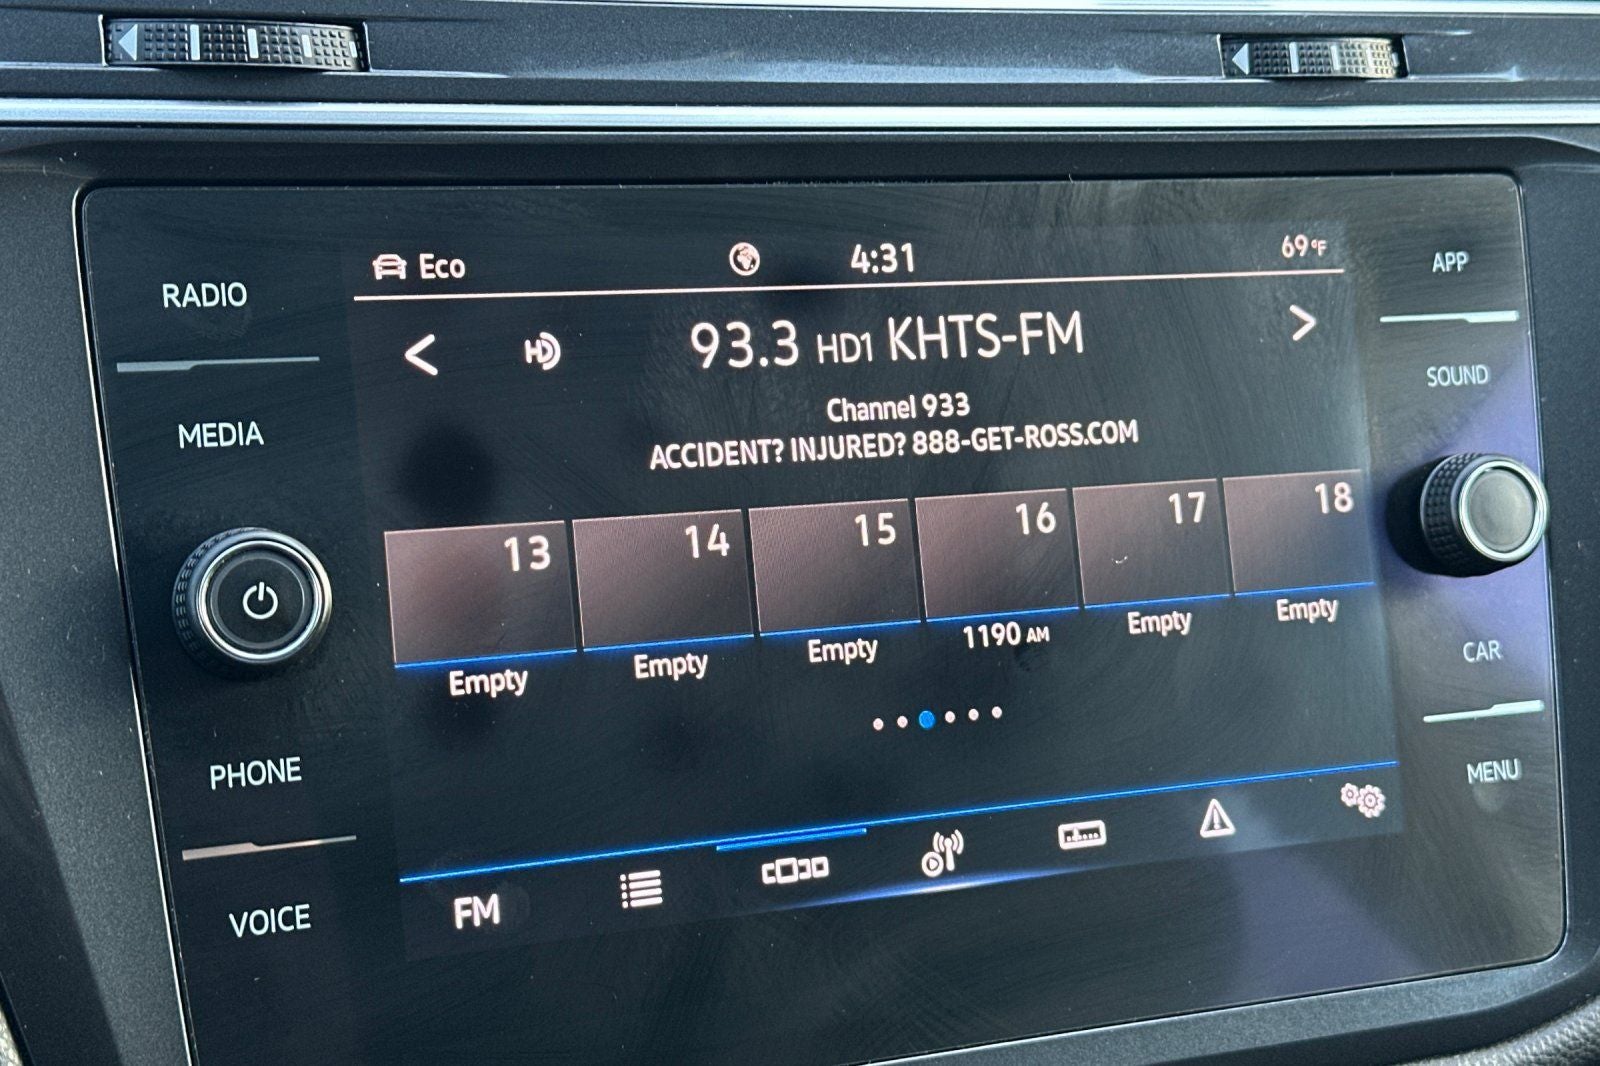 Eco
4:31
69°F
RADIO
APP
93.3 HD1 KHTS-FM
HD
SOUND
Channel 933
MEDIA
ACCIDENT? INJURED? 888-GET-ROSS.COM
13
14
15
16
17
18
Empty
Empty
Empty
1190 AM
Empty
Empty
CAR
PHONE
MENU
FM
VOICE